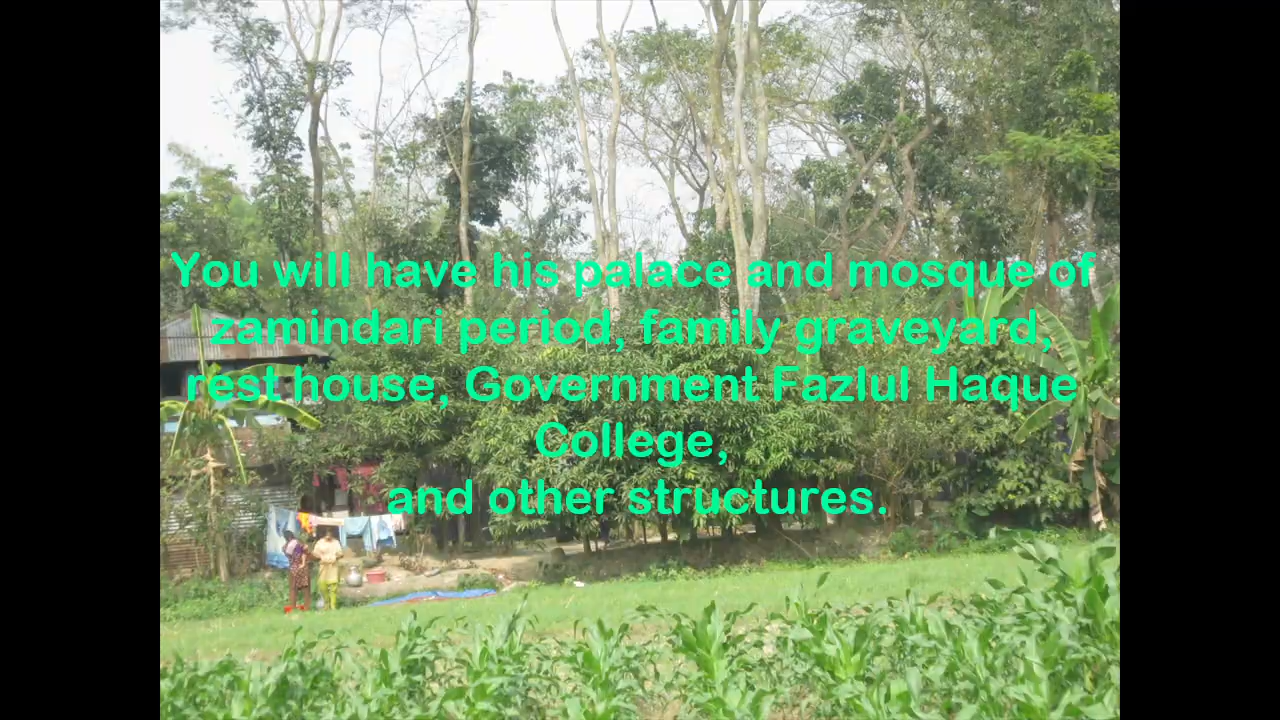 You will have his palace and mosque of
zamindari period, family graveyard,
rest house, Government Fazlul Haque
College,
and other structures.